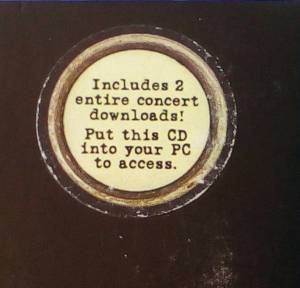 Includes 2
entire concert
downloads!
Put this CD
into your PC
to access.